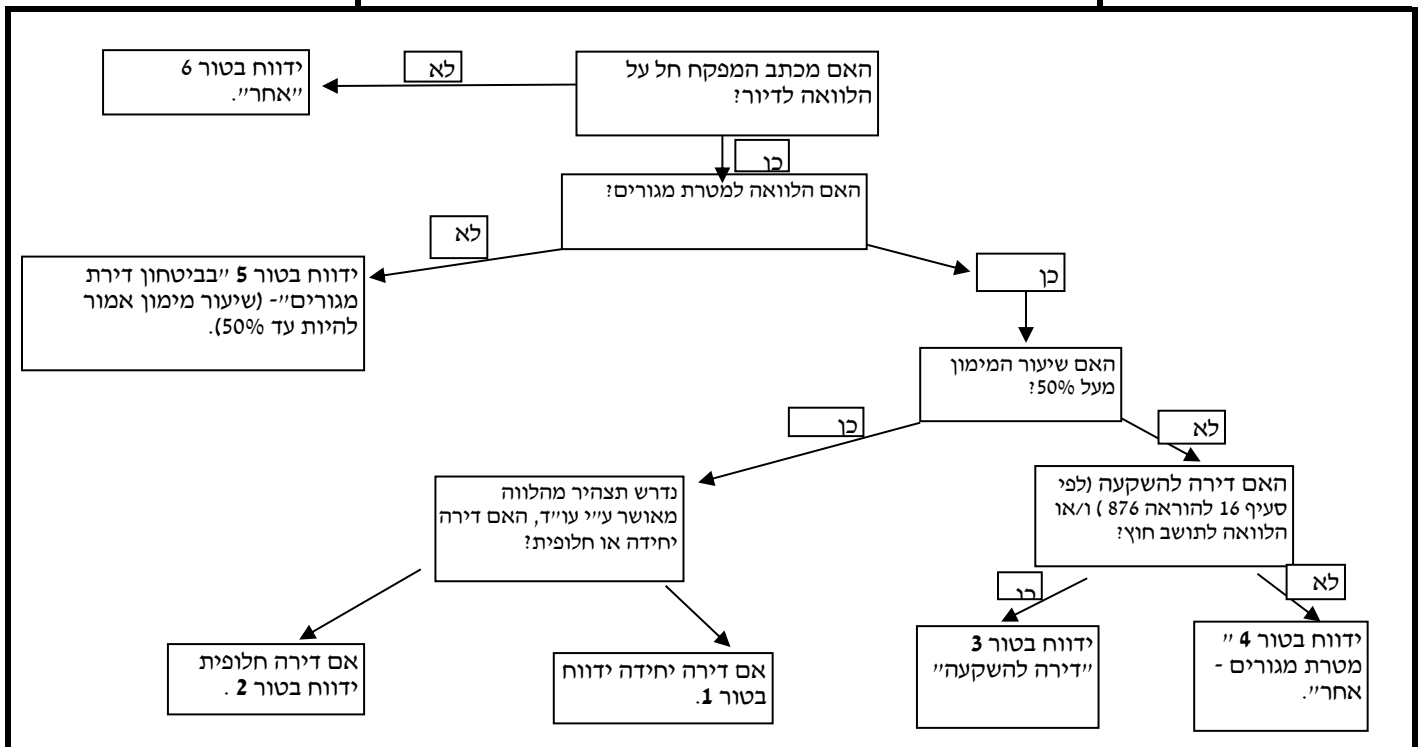 האם מכתב המפקח חל על
הלוואה לדיור?
לא
ידווח בטור 6
"אחר".
כן
האם הלוואה למטרת מגורים?
לא
ידווח בטור 5 "בביטחון דירת
מגורים"- (שיעור מימון אמור
להיות עד 50%).
כן
האם שיעור המימון
מעל 50%?
כן
לא
נדרש תצהיר מהלווה
מאושר ע"י עו"ד, האם דירה
יחידה או חלופית?
האם דירה להשקעה (לפי
סעיף 16 להוראה 876 ) ו/או
הלוואה לתושב חוץ?
כן
לא
ידווח בטור 4 "
מטרת מגורים -
אחר".
ידווח בטור 3
"דירה להשקעה"
אם דירה יחידה ידווח
בטור 1.
אם דירה חלופית
ידווח בטור 2 .